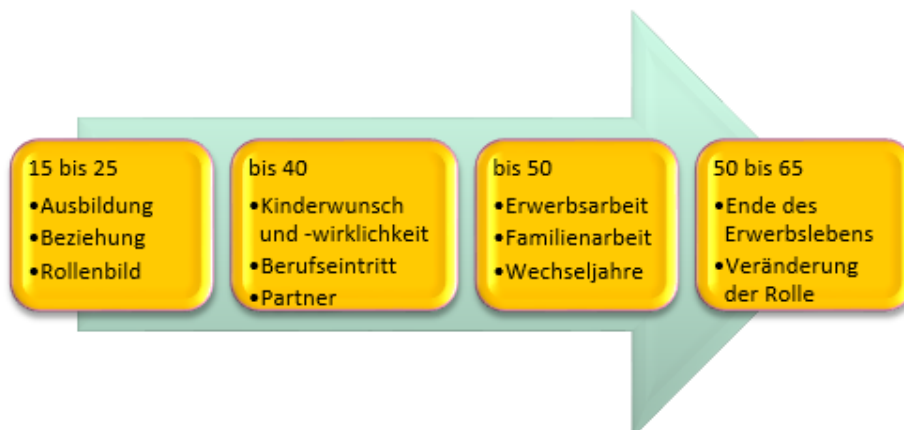 15 bis 25
•Ausbildung
•Beziehung
•Rollenbild
bis 40
•Kinderwunsch
und -wirklichkeit
•Berufseintritt
•Partner
bis 50
•Erwerbsarbeit
•Familienarbeit
•Wechseljahre
50 bis 65
•Ende des
Erwerbslebens
•Veränderung
der Rolle